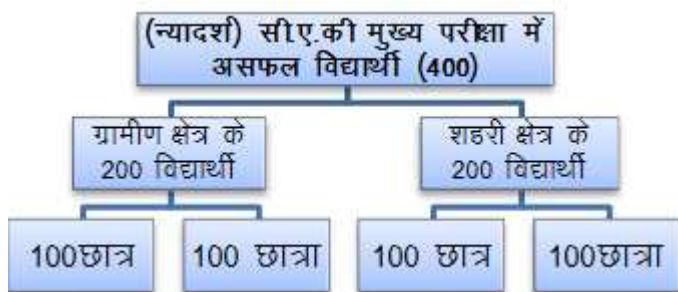 (न्यादर्श) सी.ए.की मुख्य परीक्षा में
असफल विद्यार्थी (400)
ग्रामीण क्षेत्र के
200 विद्यार्थी
शहरी क्षेत्र के
200 विद्यार्थी
100छात्र
100 छात्रा
100 छात्र
100छात्रा